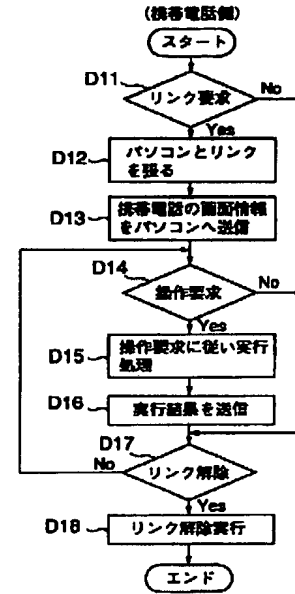 (携帯電話側)
スタート
D11
リンク要求
No
Yes
D12
パソコンとリンク
を張る
D13
携帯電話の画面情報
をパソコンへ送信
D14
操作要求
No
Yes
D15
操作要求に従い実行
処理
D16
実行結果を送信
D17
No
リンク解除
Yes
D18
リンク解除実行
エンド